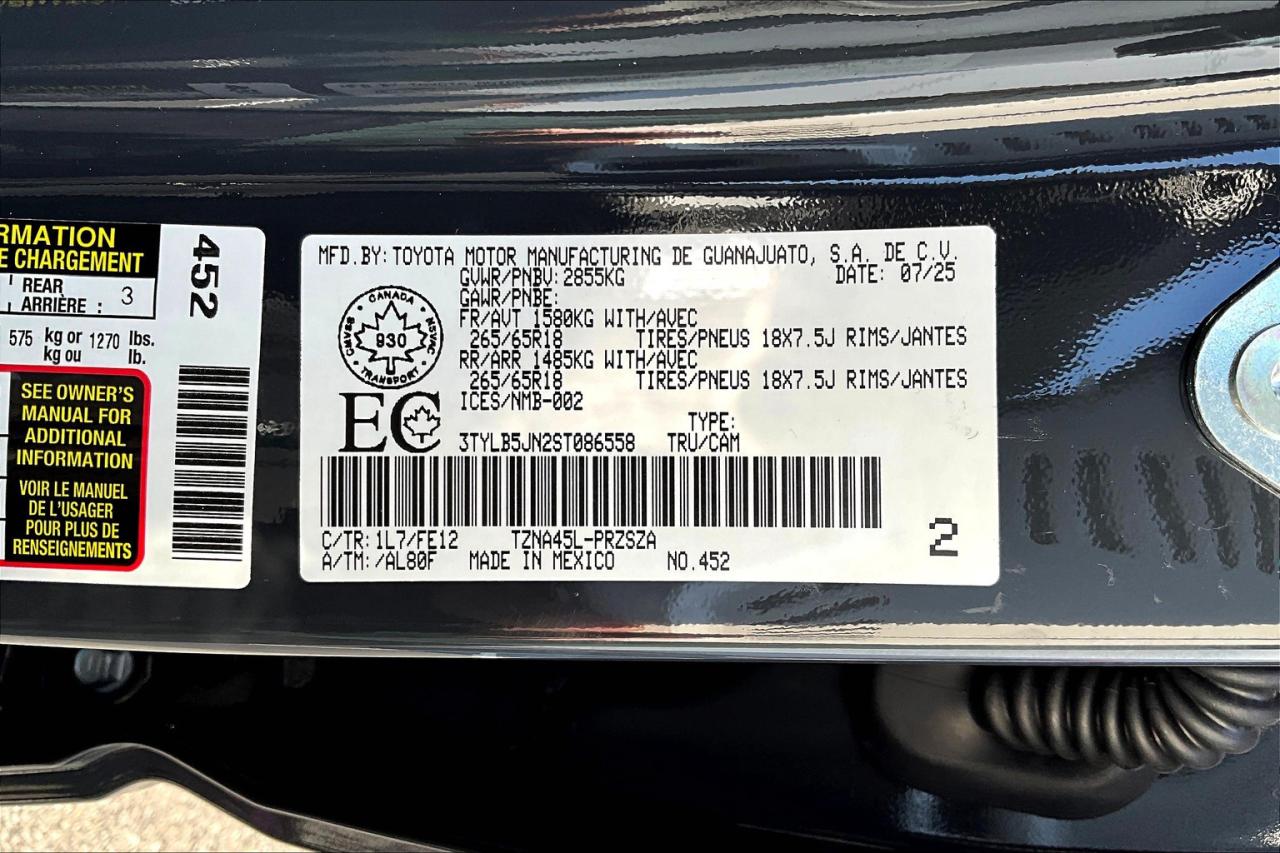 RMATION
E CHARGEMENT
REAR
ARRIÈRE : 3
575 kg or 1270 lbs.
kg ou lb.
SEE OWNER'S
MANUAL FOR
ADDITIONAL
INFORMATION
VOIR LE MANUEL
DE L'USAGER
POUR PLUS DE
RENSEIGNEMENTS
452
MFD.BY: TOYOTA MOTOR MANUFACTURING DE GUANAJUATO, S.A. DE C.V.
GVWR/PNBV: 2855KG DATE: 07/25
GAWR/PNBE:
FR/AVT 1580KG WITH/AVEC
265/65R18 TIRES/PNEUS 18X7.5J RIMS/JANTES
RR/ARR 1485KG WITH/AVEC
265/65R18 TIRES/PNEUS 18X7.5J RIMS/JANTES
ICES/NMB-002
TYPE:
3TYLB5JN2ST086558 TRU/CAM
CANADA
930
TRANSPORT
EC
C/TR: 1L7/FE12 TZNA45L-PRZSZA
A/TM: /AL80F MADE IN MEXICO NO.452
2